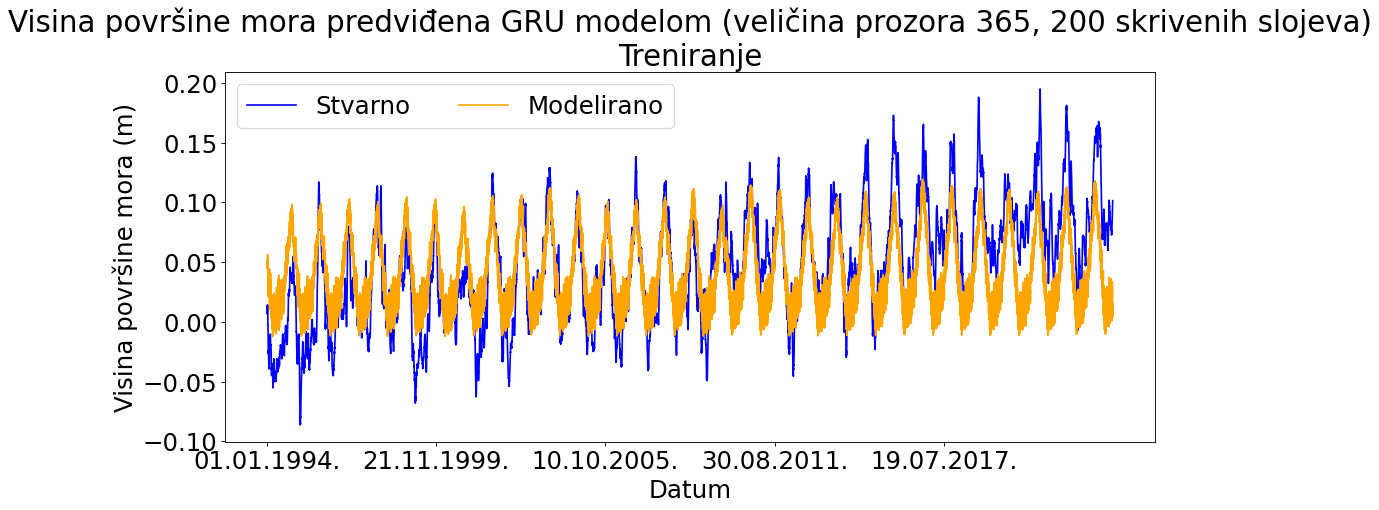 Visina površine mora predviđena GRU modelom (veličina prozora 365, 200 skrivenih slojeva)
Treniranje
Stvarno
Modelirano
Visina površine mora (m)
0.20
0.15
0.10
0.05
0.00
−0.05
−0.10
01.01.1994.
21.11.1999.
10.10.2005.
30.08.2011.
19.07.2017.
Datum